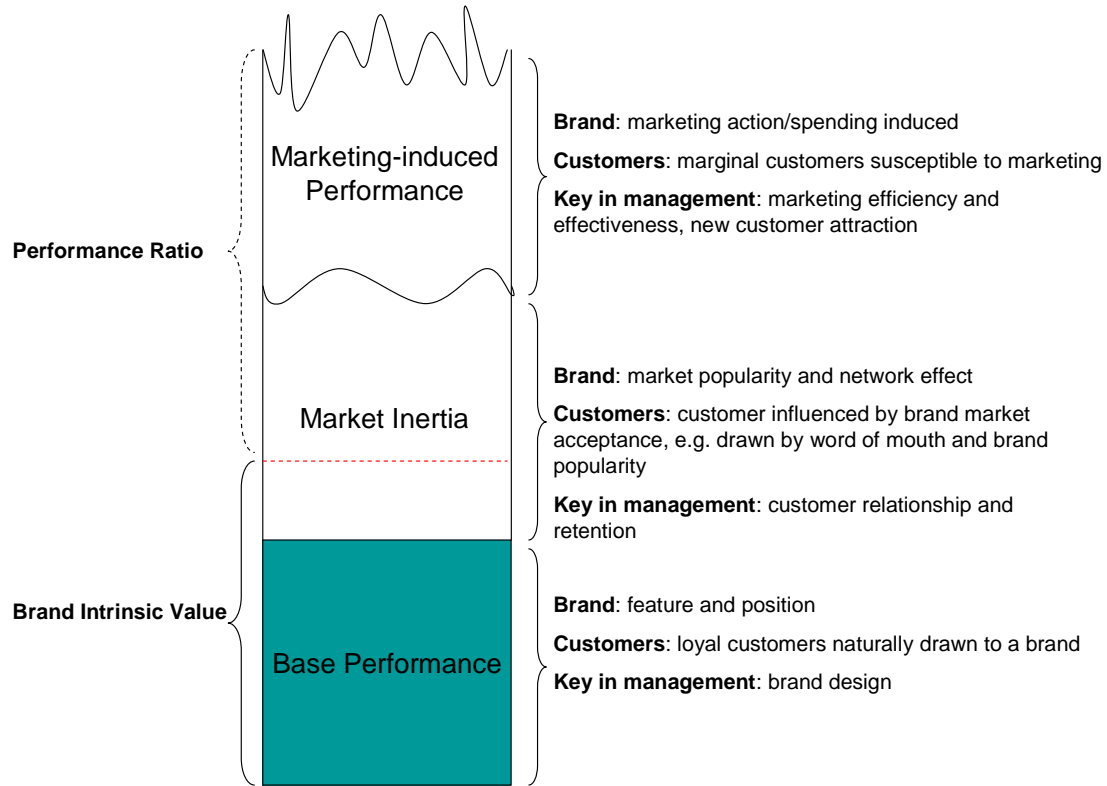 Marketing-induced
Performance
Brand: marketing action/spending induced
Customers: marginal customers susceptible to marketing
Key in management: marketing efficiency and
effectiveness, new customer attraction
Performance Ratio
Market Inertia
Brand: market popularity and network effect
Customers: customer influenced by brand market
acceptance, e.g. drawn by word of mouth and brand
popularity
Key in management: customer relationship and
retention
Brand Intrinsic Value
Base Performance
Brand: feature and position
Customers: loyal customers naturally drawn to a brand
Key in management: brand design